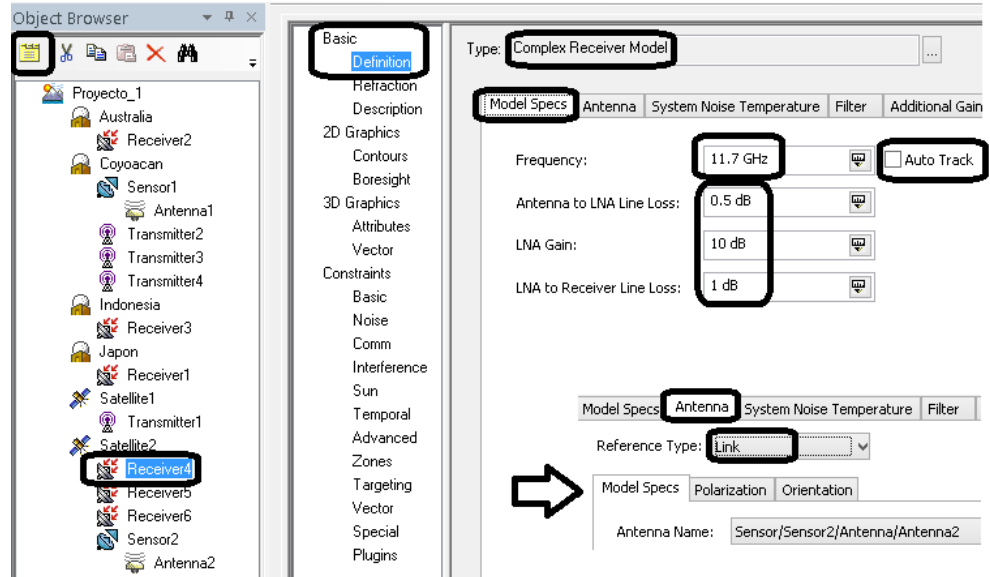 Object Browser
Proyecto_1
Australia
Receiver2
Coyoacan
Sensor1
Antenna1
Transmitter2
Transmitter3
Transmitter4
Indonesia
Receiver3
Japon
Receiver1
Satellite1
Transmitter1
Satellite2
Receiver4
Receiver5
Receiver6
Sensor2
Antenna2
Basic
Definition
Refraction
Description
2D Graphics
Contours
Boresight
3D Graphics
Attributes
Vector
Constraints
Basic
Noise
Comm
Interference
Sun
Temporal
Advanced
Zones
Targeting
Vector
Special
Plugins
Type: Complex Receiver Model ...
Model Specs Antenna System Noise Temperature Filter Additional Gain
Frequency: 11.7 GHz Auto Track
Antenna to LNA Line Loss: 0.5 dB
LNA Gain: 10 dB
LNA to Receiver Line Loss: 1 dB
Model Specs Antenna System Noise Temperature Filter
Reference Type: Link
Model Specs Polarization Orientation
Antenna Name: Sensor/Sensor2/Antenna/Antenna2